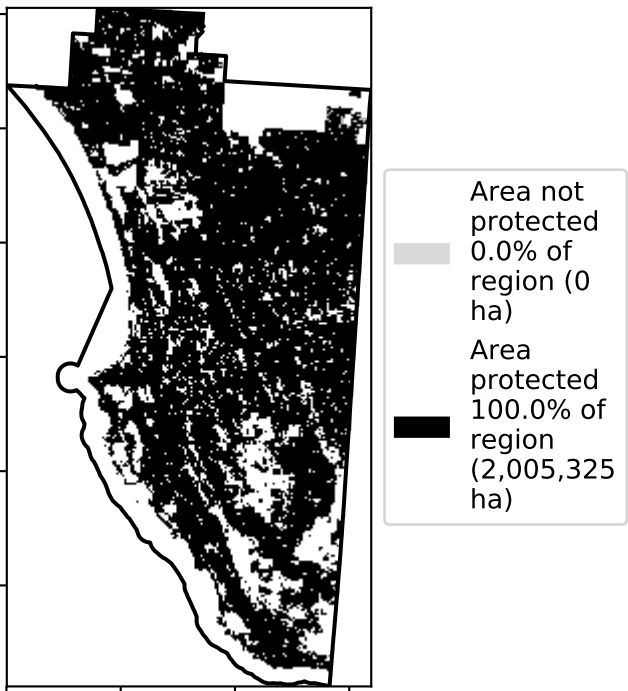 Area not
protected
0.0% of
region (0
ha)
Area
protected
100.0% of
region
(2,005,325
ha)